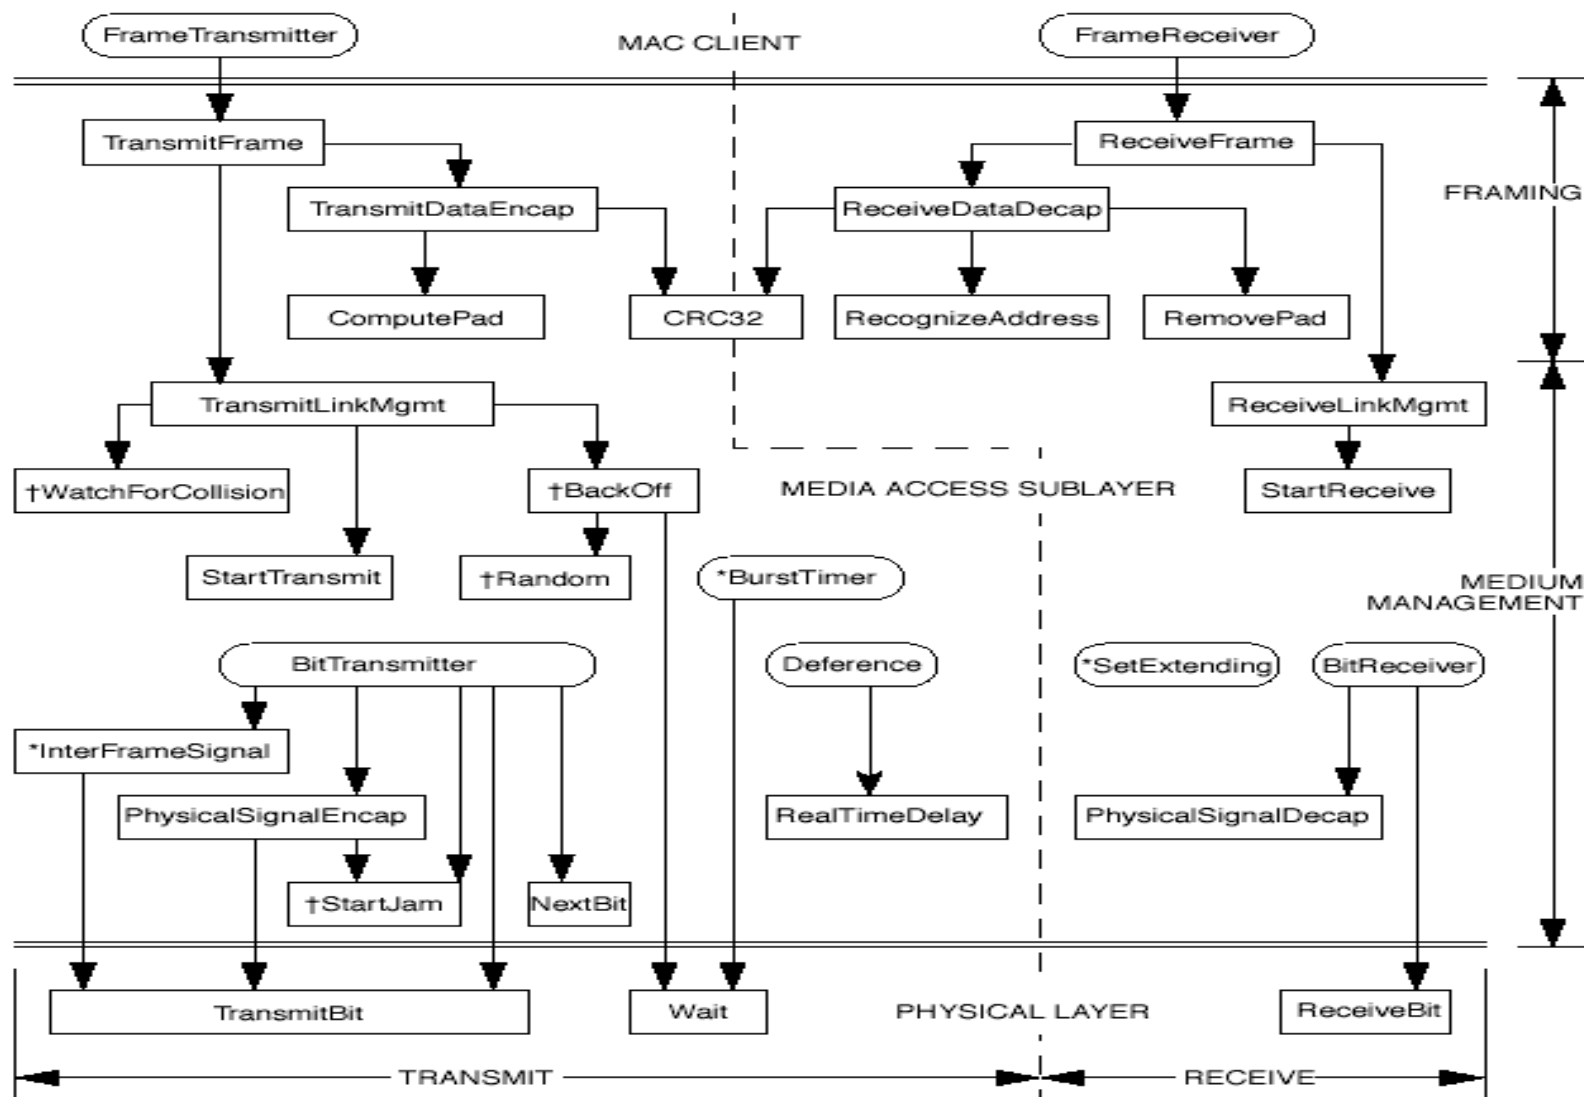 FrameTransmitter
MAC CLIENT
FrameReceiver
TransmitFrame
ReceiveFrame
TransmitDataEncap
ReceiveDataDecap
FRAMING
ComputePad
CRC32
RecognizeAddress
RemovePad
TransmitLinkMgmt
ReceiveLinkMgmt
†WatchForCollision
†BackOff
MEDIA ACCESS SUBLAYER
StartReceive
StartTransmit
†Random
*BurstTimer
MEDIUM
MANAGEMENT
BitTransmitter
Deference
*SetExtending
BitReceiver
*InterFrameSignal
PhysicalSignalEncap
RealTimeDelay
PhysicalSignalDecap
†StartJam
NextBit
TransmitBit
Wait
PHYSICAL LAYER
ReceiveBit
TRANSMIT
RECEIVE